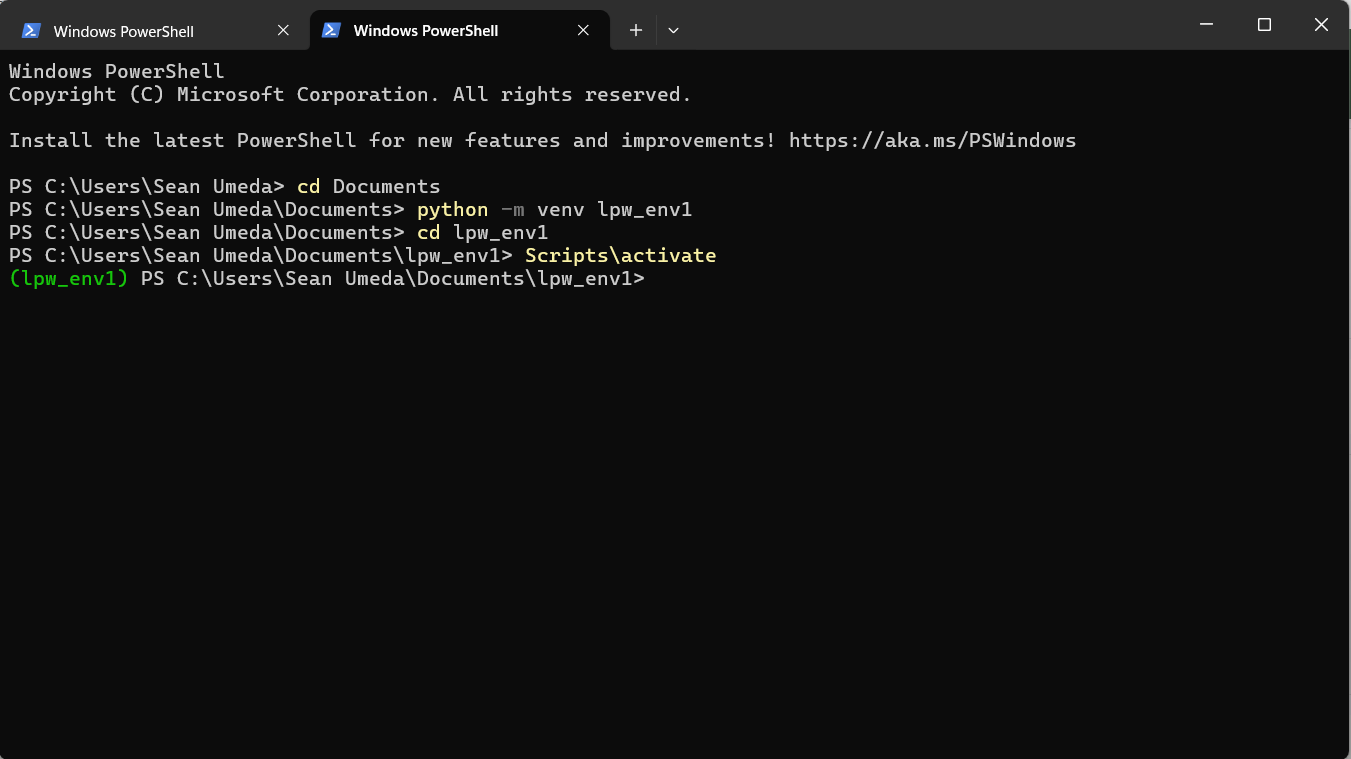 Windows PowerShell
Windows PowerShell
Windows PowerShell
Copyright (C) Microsoft Corporation. All rights reserved.
Install the latest PowerShell for new features and improvements! https://aka.ms/PSWindows
PS C:\Users\Sean Umeda> cd Documents
PS C:\Users\Sean Umeda\Documents> python -m venv lpw_env1
PS C:\Users\Sean Umeda\Documents> cd lpw_env1
PS C:\Users\Sean Umeda\Documents\lpw_env1> Scripts\activate
(lpw_env1) PS C:\Users\Sean Umeda\Documents\lpw_env1>